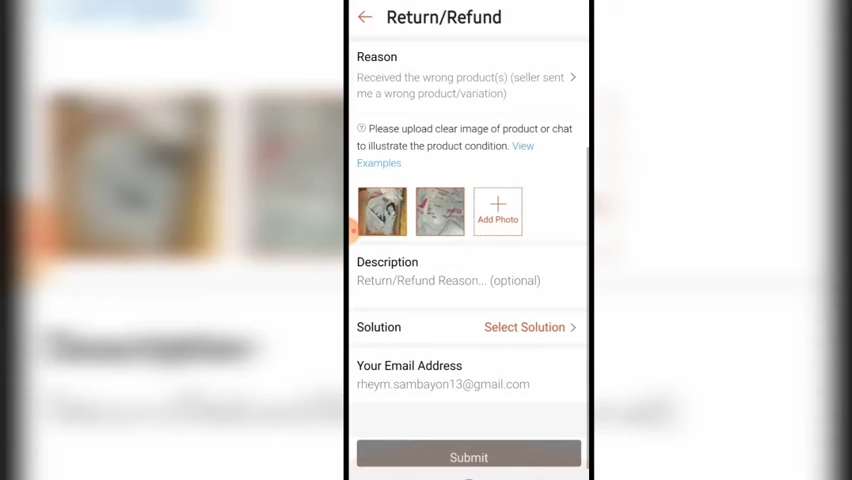 Return/Refund
Reason
Received the wrong product(s) (seller sent
me a wrong product/variation)
Please upload clear image of product or chat
to illustrate the product condition. View
Examples
Add Photo
Description
Return/Refund Reason... (optional)
Solution
Select Solution
Your Email Address
rheym.sambayon13@gmail.com
Submit